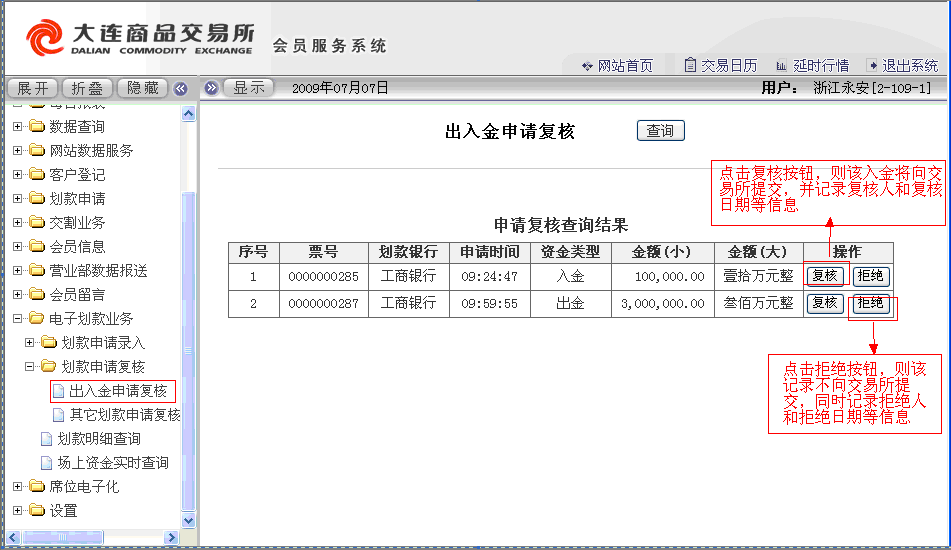 大连商品交易所
DALIAN COMMODITY EXCHANGE
会员服务系统
网站首页 交易日历 延时行情 退出系统
展开 折叠 隐藏 显示 2009年07月07日 用户: 浙江永安[2-109-1]
每日报表
数据查询
网站数据服务
客户登记
划款申请
交割业务
会员信息
营业部数据报送
会员留言
电子划款业务
划款申请录入
划款申请复核
出入金申请复核
其它划款申请复核
划款明细查询
场上资金实时查询
席位电子化
设置
出入金申请复核 查询
点击复核按钮，则该入金将向交
易所提交，并记录复核人和复核
日期等信息
申请复核查询结果
序号 票号 划款银行 申请时间 资金类型 金额(小) 金额(大) 操作
1 0000000285 工商银行 09:24:47 入金 100,000.00 壹拾万元整 复核 拒绝
2 0000000287 工商银行 09:59:55 出金 3,000,000.00 叁佰万元整 复核 拒绝
点击拒绝按钮，则该
记录不向交易所提
交，同时记录拒绝人
和拒绝日期等信息